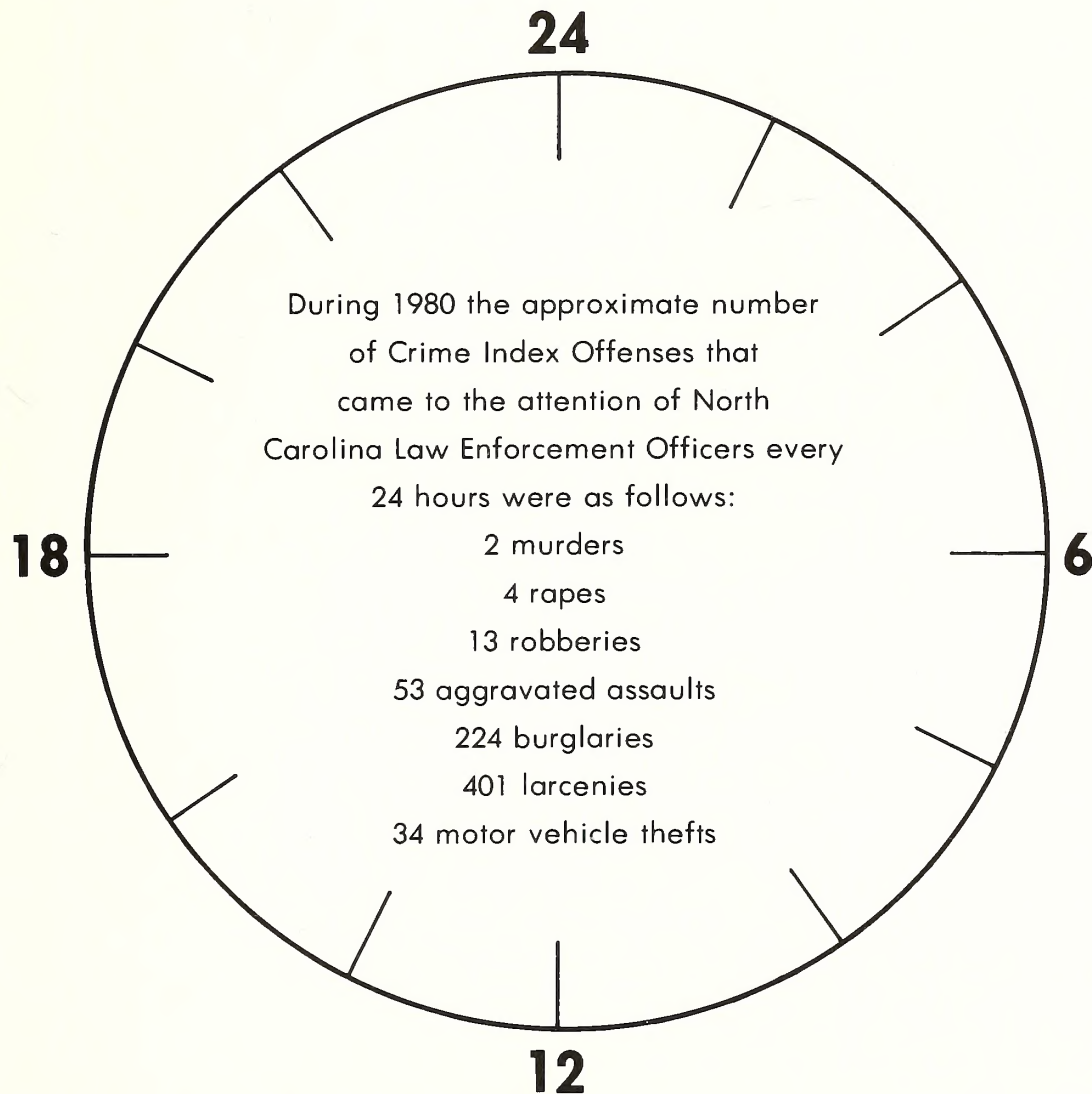 24
During 1980 the approximate number
of Crime Index Offenses that
came to the attention of North
Carolina Law Enforcement Officers every
24 hours were as follows:
2 murders
18
6
4 rapes
13 robberies
53 aggravated assaults
224 burglaries
401 larcenies
34 motor vehicle thefts
12